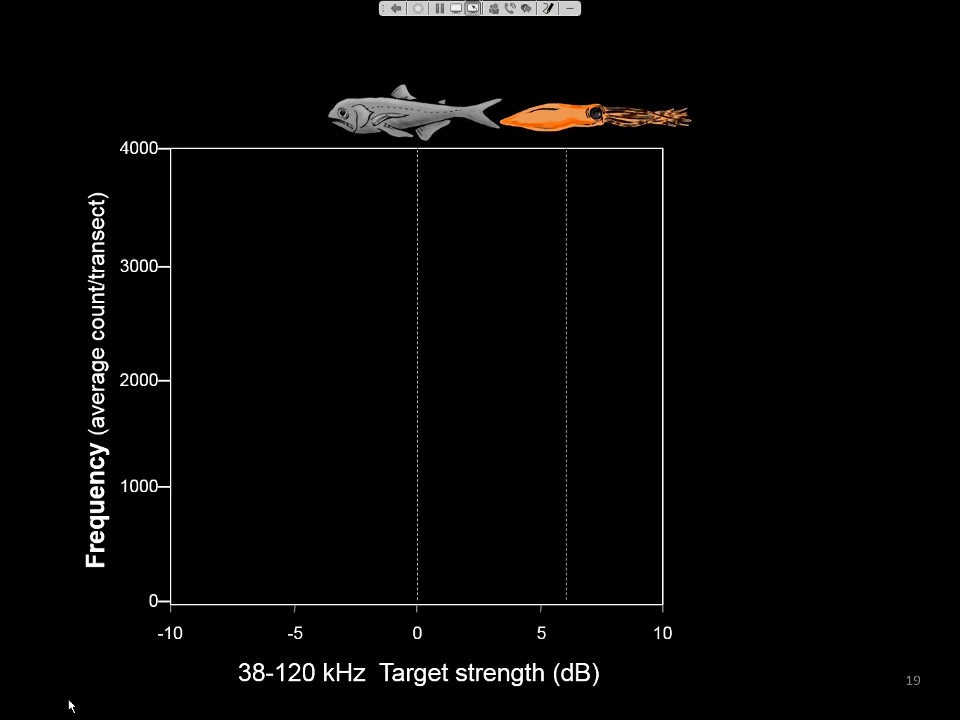 4000
3000
2000
1000
0
Frequency (average count/transect)
-10 -5 0 5 10
38-120 kHz Target strength (dB)
19